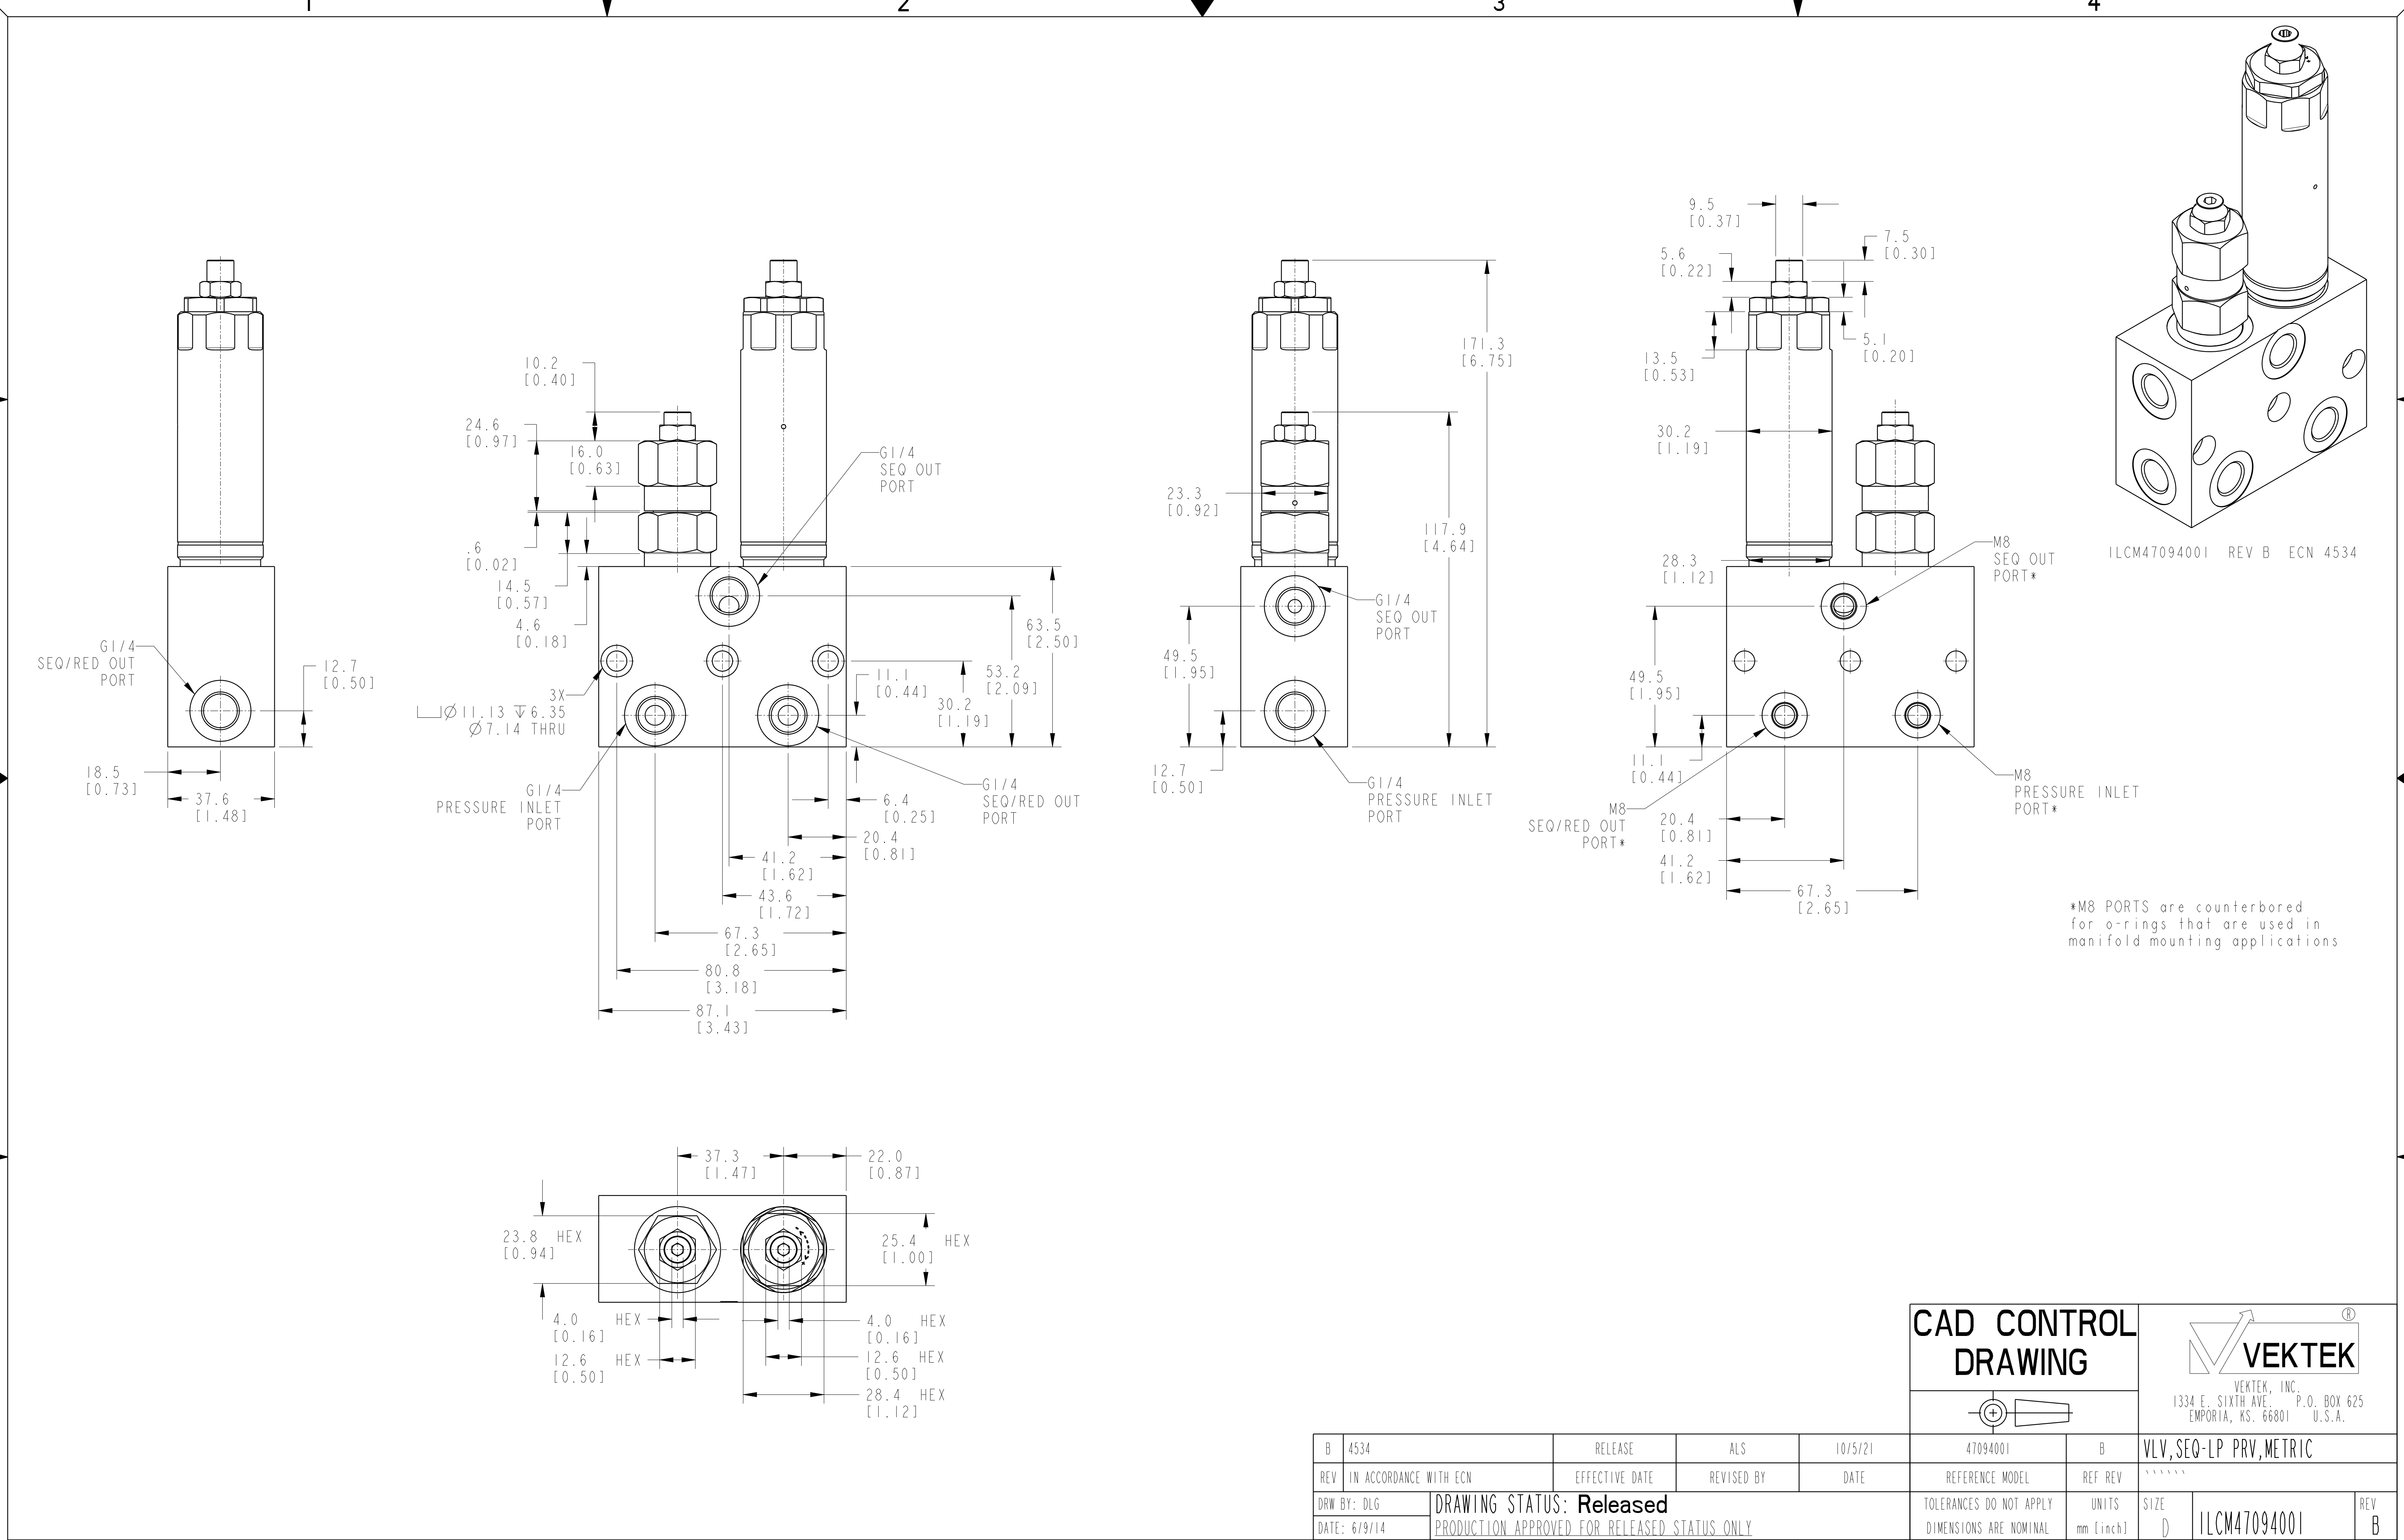 1
2
3
4
G1/4
SEQ/RED OUT
PORT
12.7
[0.50]
18.5
[0.73]
37.6
[1.48]
10.2
[0.40]
24.6
[0.97]
16.0
[0.63]
.6
[0.02]
14.5
[0.57]
4.6
[0.18]
G1/4
SEQ OUT
PORT
63.5
[2.50]
53.2
[2.09]
11.1
[0.44]
30.2
[1.19]
3X
⌴Ø11.13 ↧6.35
Ø7.14 THRU
G1/4
PRESSURE INLET
PORT
G1/4
SEQ/RED OUT
PORT
6.4
[0.25]
20.4
[0.81]
41.2
[1.62]
43.6
[1.72]
67.3
[2.65]
80.8
[3.18]
87.1
[3.43]
171.3
[6.75]
23.3
[0.92]
117.9
[4.64]
G1/4
SEQ OUT
PORT
49.5
[1.95]
12.7
[0.50]
G1/4
PRESSURE INLET
PORT
9.5
[0.37]
5.6
[0.22]
7.5
[0.30]
13.5
[0.53]
5.1
[0.20]
30.2
[1.19]
28.3
[1.12]
M8
SEQ OUT
PORT*
49.5
[1.95]
11.1
[0.44]
M8
SEQ/RED OUT
PORT*
20.4
[0.81]
41.2
[1.62]
67.3
[2.65]
M8
PRESSURE INLET
PORT*
1LCM47094001 REV B ECN 4534
*M8 PORTS are counterbored
for o-rings that are used in
manifold mounting applications
37.3
[1.47]
22.0
[0.87]
23.8 HEX
[0.94]
25.4 HEX
[1.00]
4.0 HEX
[0.16]
12.6 HEX
[0.50]
4.0 HEX
[0.16]
12.6 HEX
[0.50]
28.4 HEX
[1.12]
CAD CONTROL
DRAWING
®
VEKTEK
VEKTEK, INC.
1334 E. SIXTH AVE. P.O. BOX 625
EMPORIA, KS. 66801 U.S.A.
B 4534 RELEASE ALS 10/5/21 47094001 B VLV,SEQ-LP PRV,METRIC
REV IN ACCORDANCE WITH ECN EFFECTIVE DATE REVISED BY DATE REFERENCE MODEL REF REV ``````
DRW BY: DLG DRAWING STATUS: Released TOLERANCES DO NOT APPLY UNITS SIZE REV
DATE: 6/9/14 PRODUCTION APPROVED FOR RELEASED STATUS ONLY DIMENSIONS ARE NOMINAL mm [inch] D 1LCM47094001 B